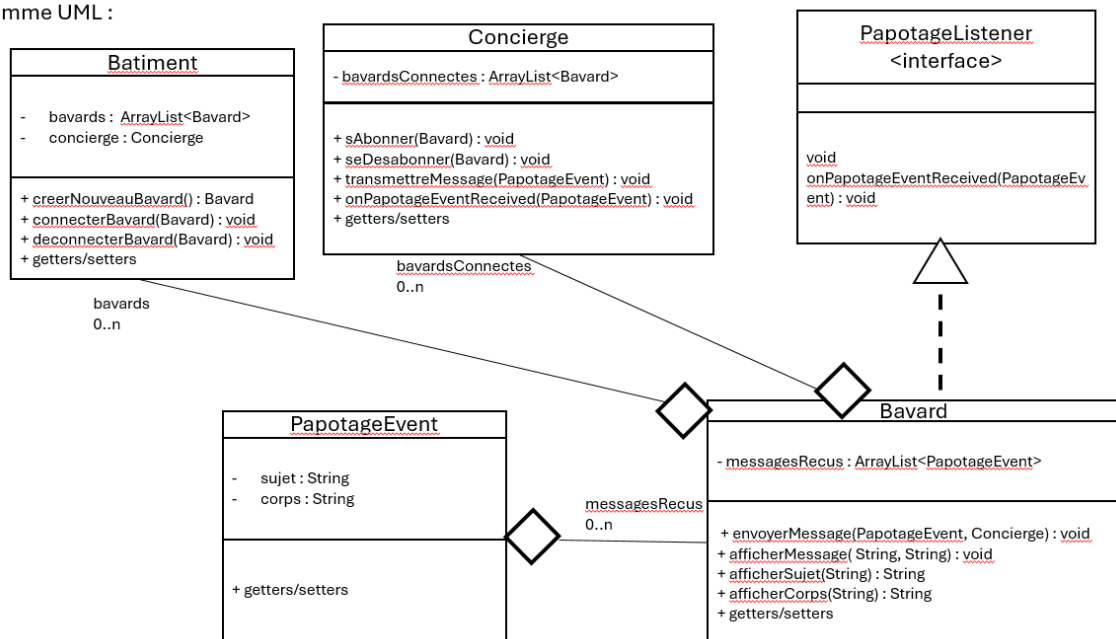 mme UML :
Batiment
- bavards : ArrayList<Bavard>
- concierge : Concierge
+ creerNouveauBavard() : Bavard
+ connecterBavard(Bavard) : void
+ deconnecterBavard(Bavard) : void
+ getters/setters
bavards
0..n
Concierge
- bavardsConnectes : ArrayList<Bavard>
+ sAbonner(Bavard) : void
+ seDesabonner(Bavard) : void
+ transmettreMessage(PapotageEvent) : void
+ onPapotageEventReceived(PapotageEvent) : void
+ getters/setters
bavardsConnectes
0..n
PapotageListener
<interface>
void
onPapotageEventReceived(PapotageEv
ent) : void
PapotageEvent
- sujet : String
- corps : String
+ getters/setters
messagesRecus
0..n
Bavard
- messagesRecus : ArrayList<PapotageEvent>
+ envoyerMessage(PapotageEvent, Concierge) : void
+ afficherMessage( String, String) : void
+ afficherSujet(String) : String
+ afficherCorps(String) : String
+ getters/setters